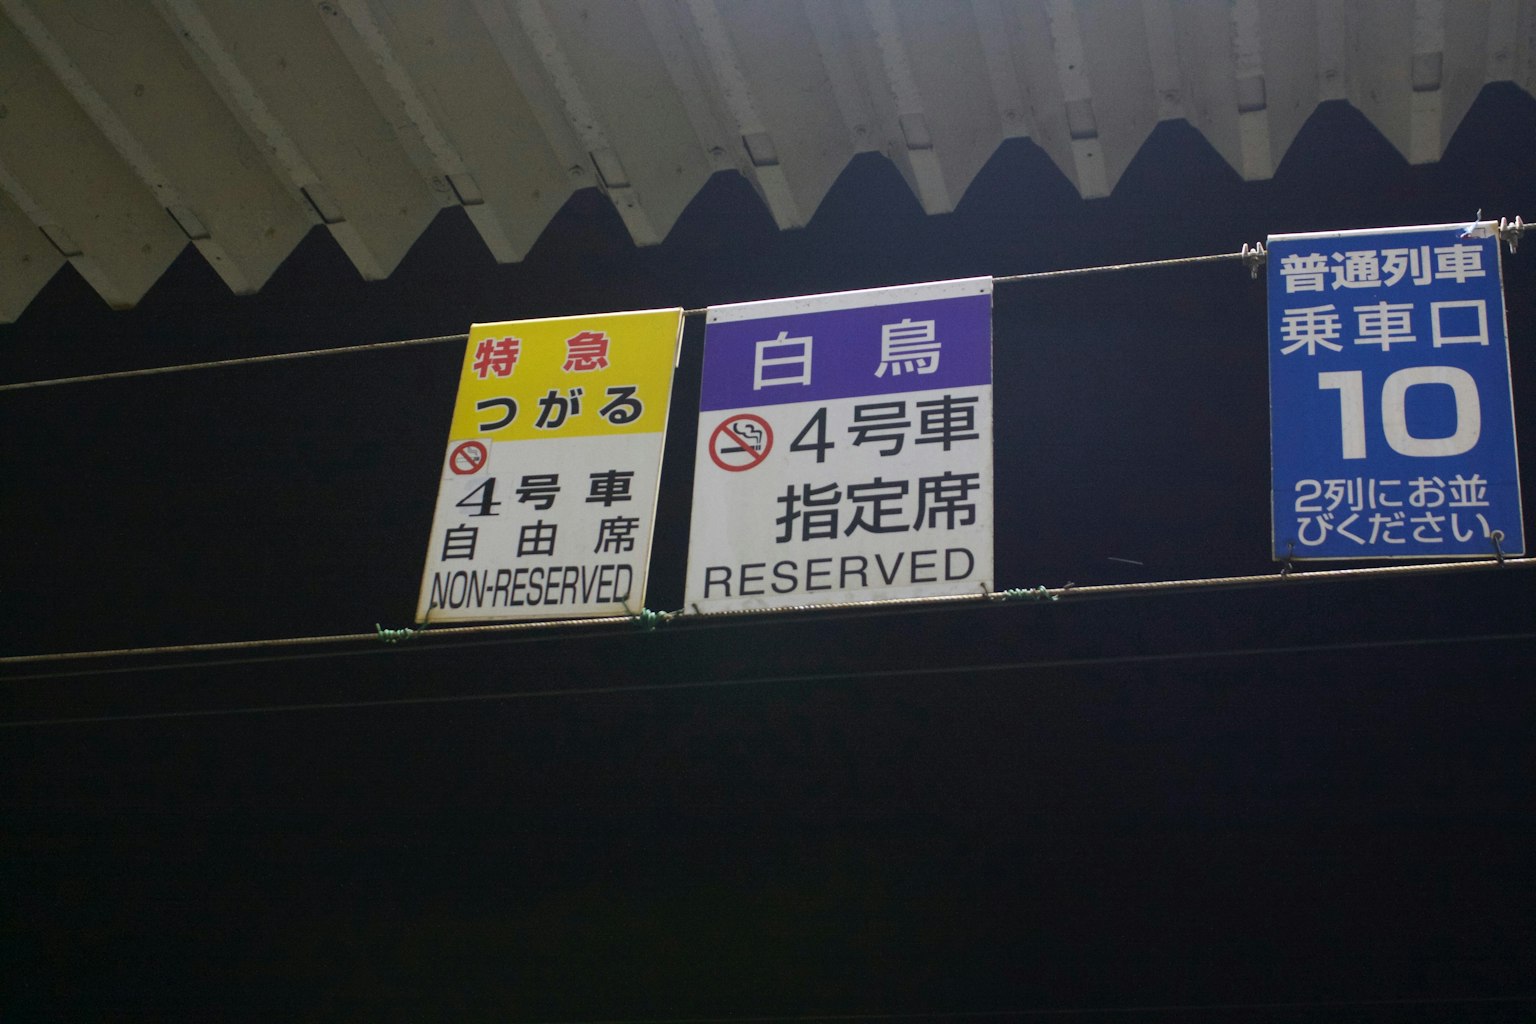 特急
つがる
4号車
自由席
NON-RESERVED
白鳥
4号車
指定席
RESERVED
普通列車
乗車口
10
2列にお並
びください。